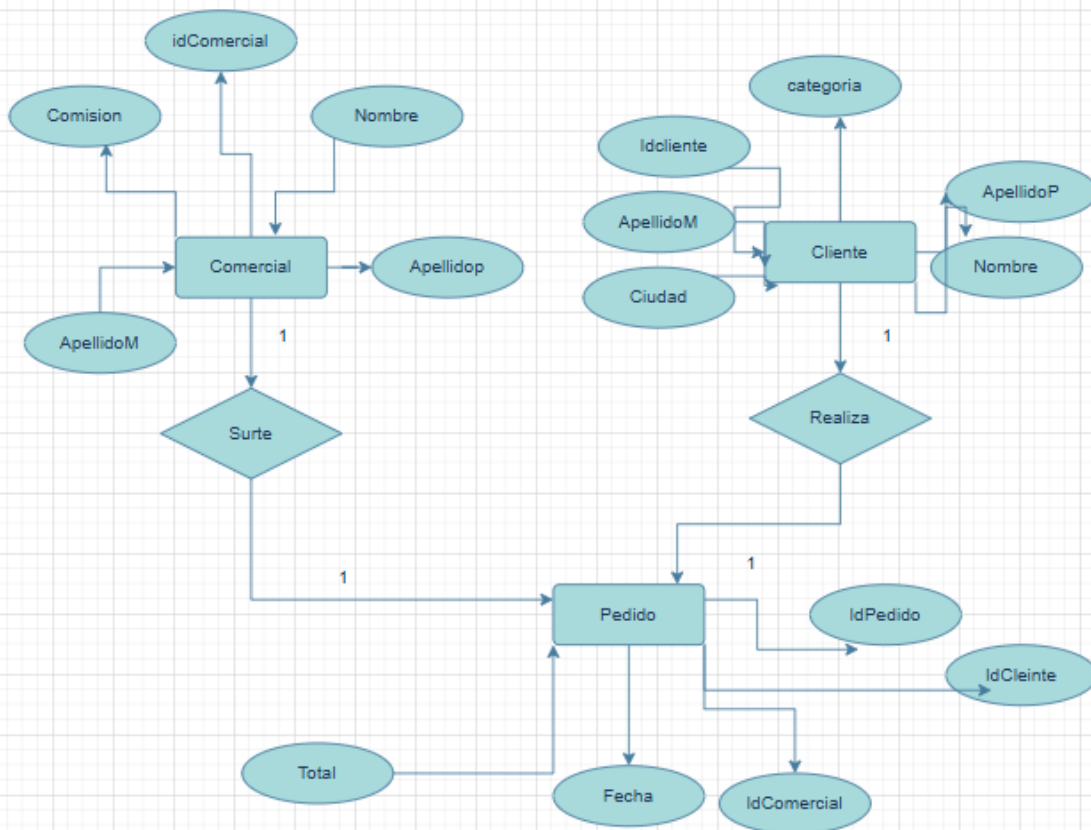 idComercial
Comision
Nombre
Comercial
Apellidop
ApellidoM
1
Surte
1
categoria
Idcliente
ApellidoM
Ciudad
Cliente
ApellidoP
Nombre
1
Realiza
1
Pedido
IdPedido
IdCleinte
Total
Fecha
IdComercial